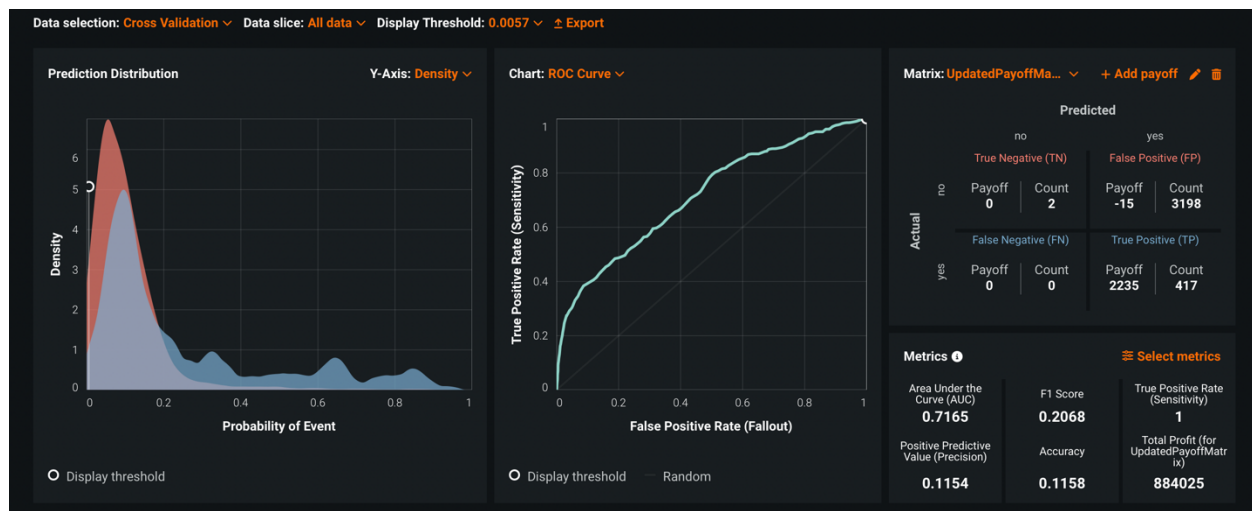 Data selection: Cross Validation Data slice: All data Display Threshold: 0.0057 Export
Prediction Distribution Y-Axis: Density
6
5
4
3
2
1
0
Density
0 0.2 0.4 0.6 0.8 1
Probability of Event
Display threshold
Chart: ROC Curve
1
0.8
0.6
0.4
0.2
0
True Positive Rate (Sensitivity)
0 0.2 0.4 0.6 0.8 1
False Positive Rate (Fallout)
Display threshold Random
Matrix: UpdatedPayoffMa... + Add payoff
Predicted
no yes
Actual
no
True Negative (TN) False Positive (FP)
Payoff Count Payoff Count
0 2 -15 3198
yes
False Negative (FN) True Positive (TP)
Payoff Count Payoff Count
0 0 2235 417
Metrics Select metrics
Area Under the
Curve (AUC)
0.7165
F1 Score
0.2068
True Positive Rate
(Sensitivity)
1
Positive Predictive
Value (Precision)
0.1154
Accuracy
0.1158
Total Profit (for
UpdatedPayoffMatr
ix)
884025